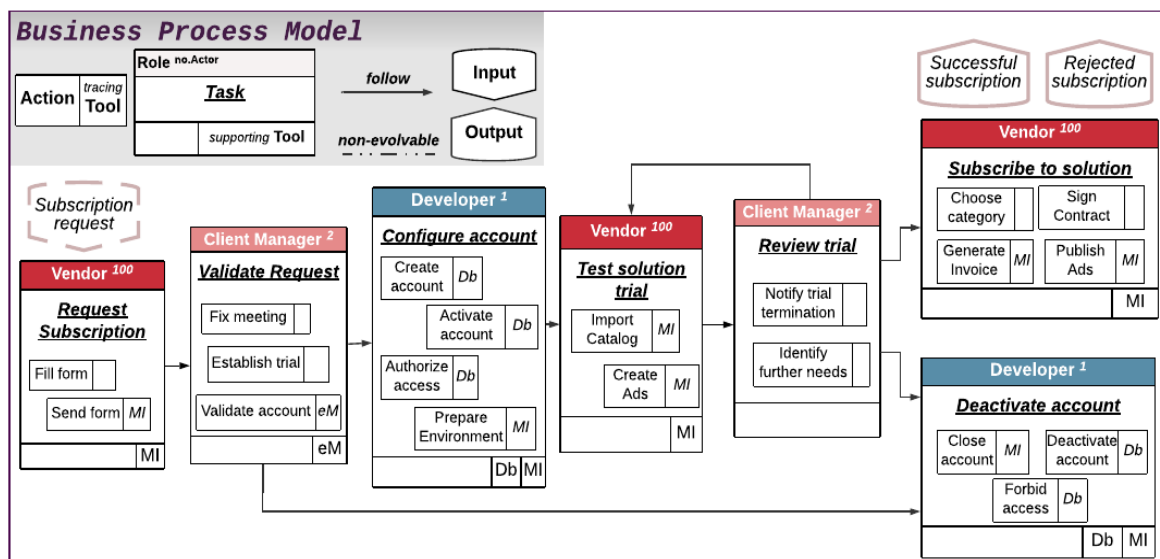 Business Process Model
Action
tracing
Tool
Role no.Actor
Task
supporting Tool
follow
non-evolvable
Input
Output
Successful
subscription
Rejected
subscription
Subscription
request
Vendor 100
Request
Subscription
Fill form
Send form
MI
MI
Client Manager 2
Validate Request
Fix meeting
Establish trial
Validate account
eM
eM
Developer 1
Configure account
Create
account
Db
Activate
account
Db
Authorize
access
Db
Prepare
Environment
MI
Db
MI
Vendor 100
Test solution
trial
Import
Catalog
MI
Create
Ads
MI
MI
Client Manager 2
Review trial
Notify trial
termination
Identify
further needs
Vendor 100
Subscribe to solution
Choose
category
Sign
Contract
Generate
Invoice
MI
Publish
Ads
MI
MI
Developer 1
Deactivate account
Close
account
MI
Deactivate
account
Db
Forbid
access
Db
Db
MI